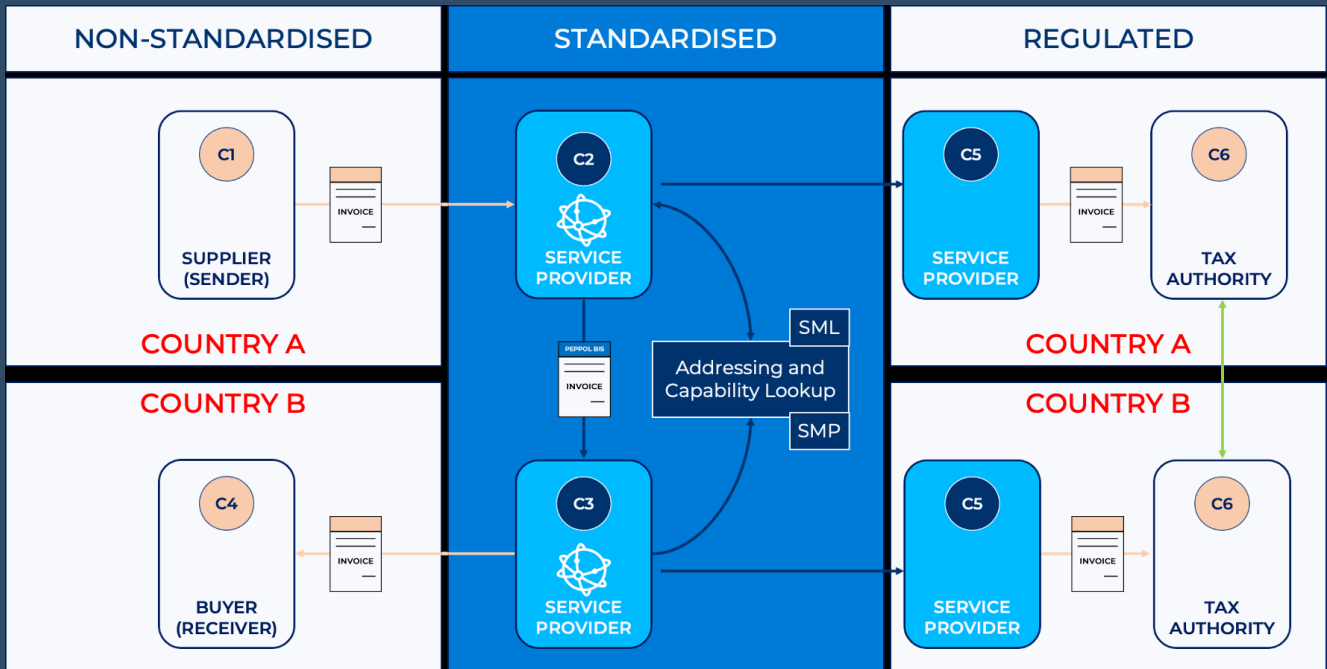 NON-STANDARDISED
STANDARDISED
REGULATED
C1
INVOICE
SUPPLIER
(SENDER)
COUNTRY A
C2
SERVICE
PROVIDER
C5
SERVICE
PROVIDER
INVOICE
C6
TAX
AUTHORITY
COUNTRY A
PEPPOL BIS
INVOICE
SML
Addressing and
Capability Lookup
SMP
COUNTRY B
C4
INVOICE
BUYER
(RECEIVER)
C3
SERVICE
PROVIDER
COUNTRY B
C5
SERVICE
PROVIDER
INVOICE
C6
TAX
AUTHORITY